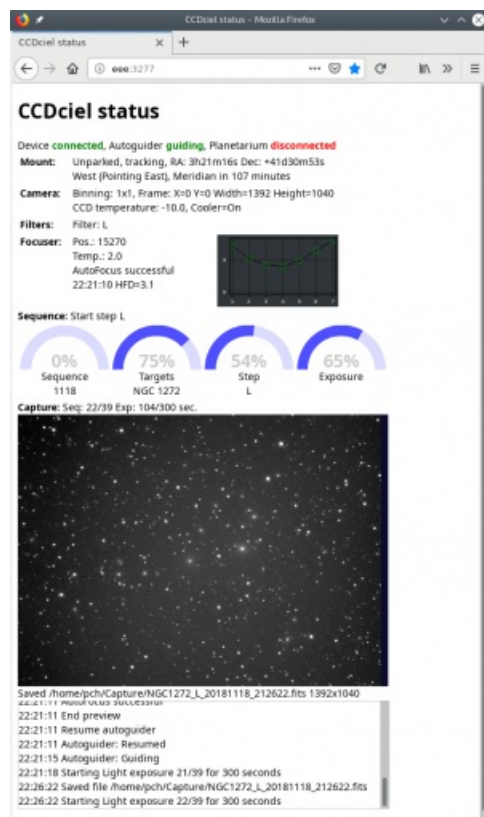 CCDciel status - Mozilla Firefox
CCDciel status
eee:3277
CCDciel status
Device connected, Autoguider guiding, Planetarium disconnected
Mount: Unparked, tracking, RA: 3h21m16s Dec: +41d30m53s
West (Pointing East), Meridian in 107 minutes
Camera: Binning: 1x1, Frame: X=0 Y=0 Width=1392 Height=1040
CCD temperature: -10.0, Cooler=On
Filters: Filter: L
Focuser: Pos.: 15270
Temp.: 2.0
AutoFocus successful
22:21:10 HFD=3.1
Sequence: Start step L
0% 75% 54% 65%
Sequence Targets Step Exposure
1118 NGC 1272 L
Capture: Seq: 22/39 Exp: 104/300 sec.
Saved /home/pch/Capture/NGC1272_L_20181118_212622.fits 1392x1040
22:21:11 Autofocus successful
22:21:11 End preview
22:21:11 Resume autoguider
22:21:11 Autoguider: Resumed
22:21:15 Autoguider: Guiding
22:21:18 Starting Light exposure 21/39 for 300 seconds
22:26:22 Saved file /home/pch/Capture/NGC1272_L_20181118_212622.fits
22:26:22 Starting Light exposure 22/39 for 300 seconds